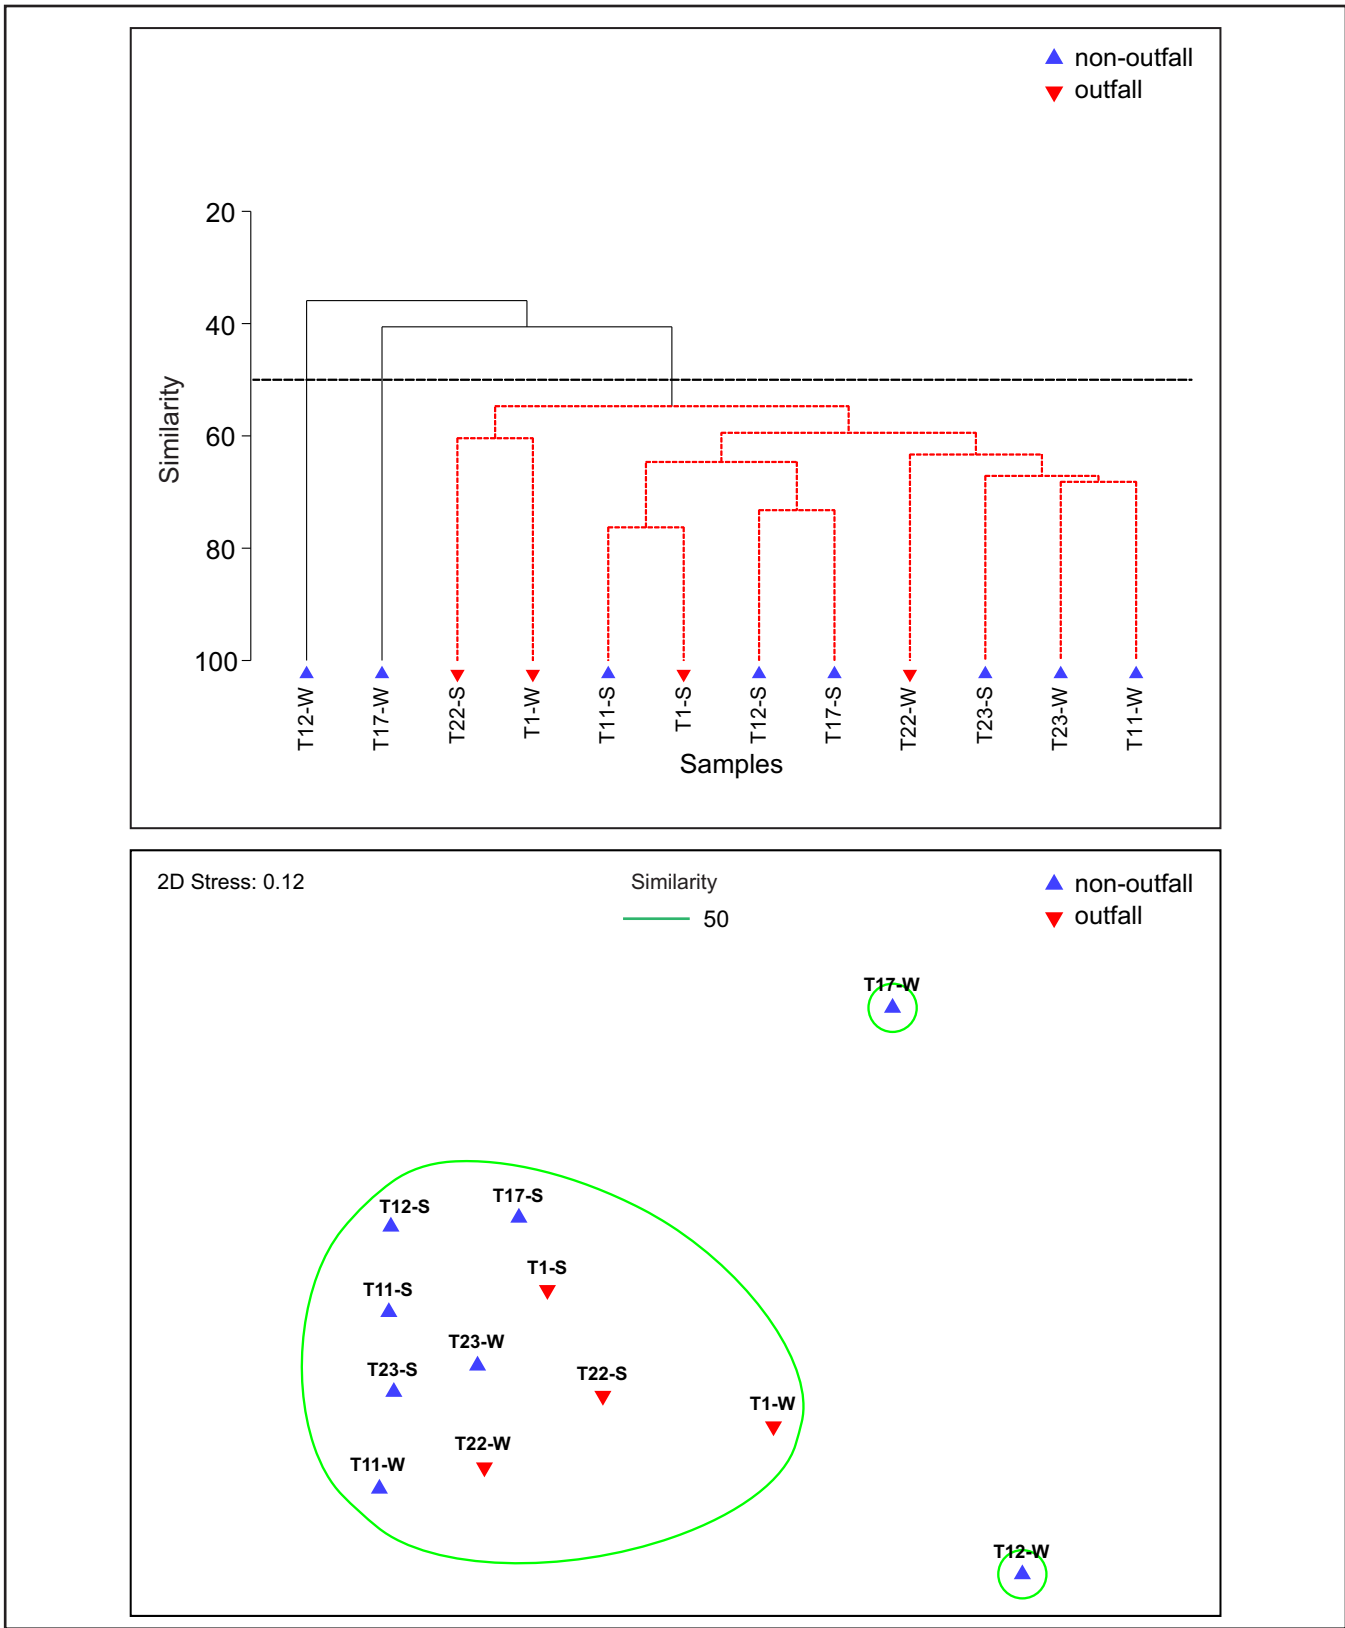 non-outfall
outfall
20
40
60
80
100
Similarity
T12-W
T17-W
T22-S
T1-W
T11-S
T1-S
T12-S
T17-S
T22-W
T23-S
T23-W
T11-W
Samples
2D Stress: 0.12
Similarity
50
non-outfall
outfall
T17-W
T12-S
T17-S
T1-S
T11-S
T23-W
T23-S
T22-S
T1-W
T22-W
T11-W
T12-W